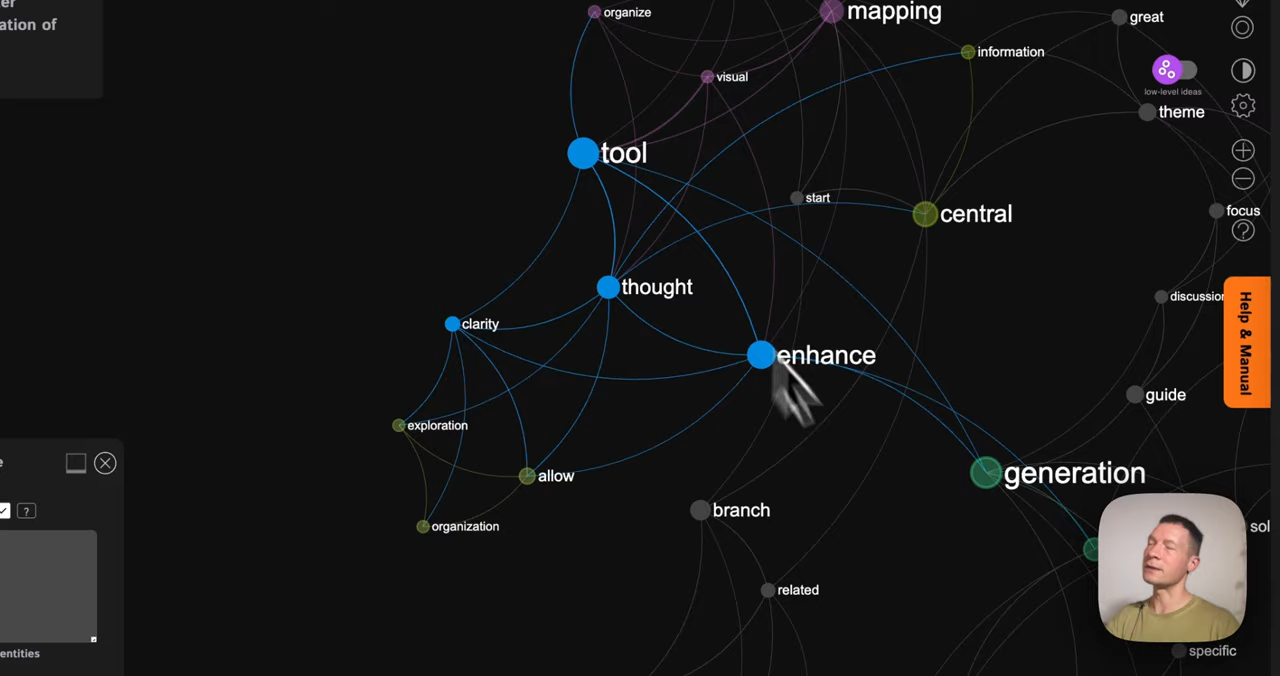 ation of
organize
mapping
great
information
visual
low-level ideas
theme
tool
start
focus
central
thought
discussion
Help & Manual
clarity
enhance
guide
exploration
e
allow
generation
?
branch
organization
sol
related
entities
specific